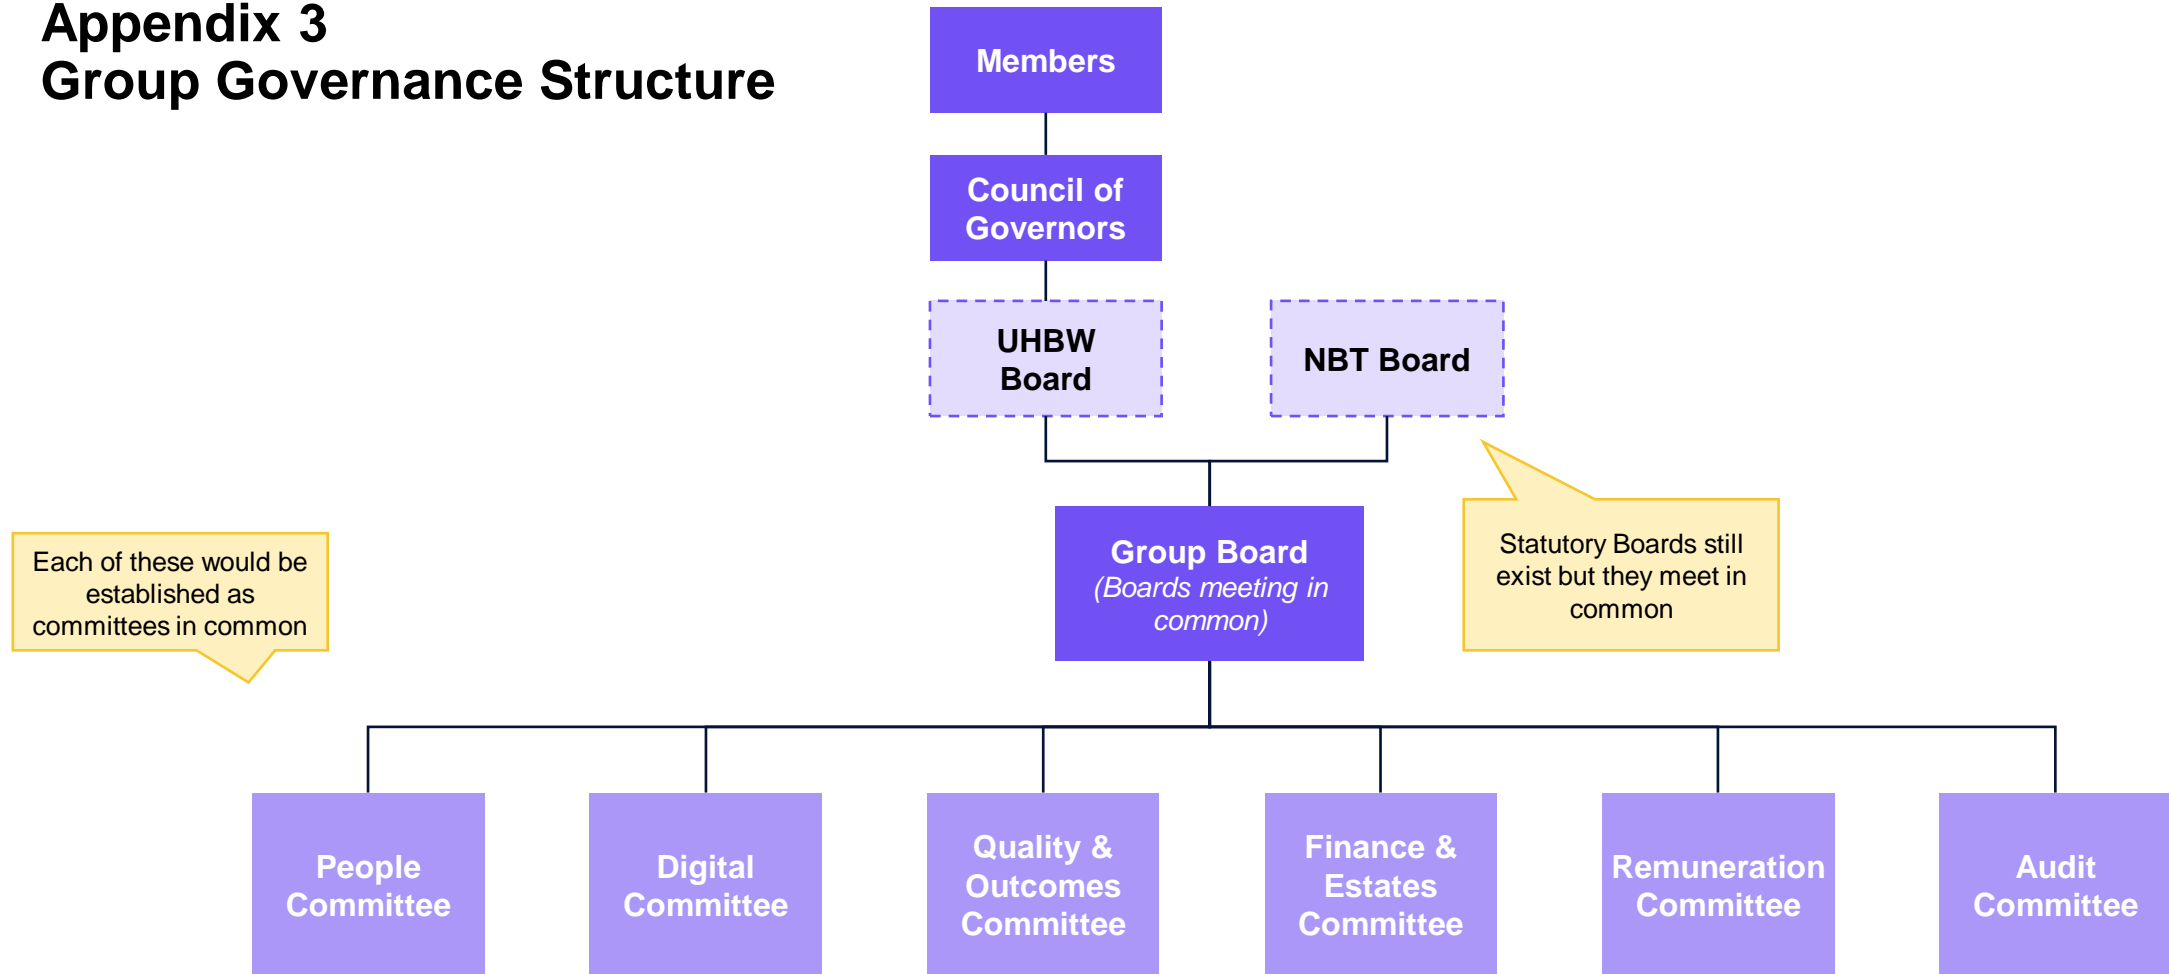 Appendix 3
Group Governance Structure
Members
Council of
Governors
UHBW
Board
NBT Board
Group Board
(Boards meeting in
common)
Statutory Boards still
exist but they meet in
common
Each of these would be
established as
committees in common
People
Committee
Digital
Committee
Quality &
Outcomes
Committee
Finance &
Estates
Committee
Remuneration
Committee
Audit
Committee